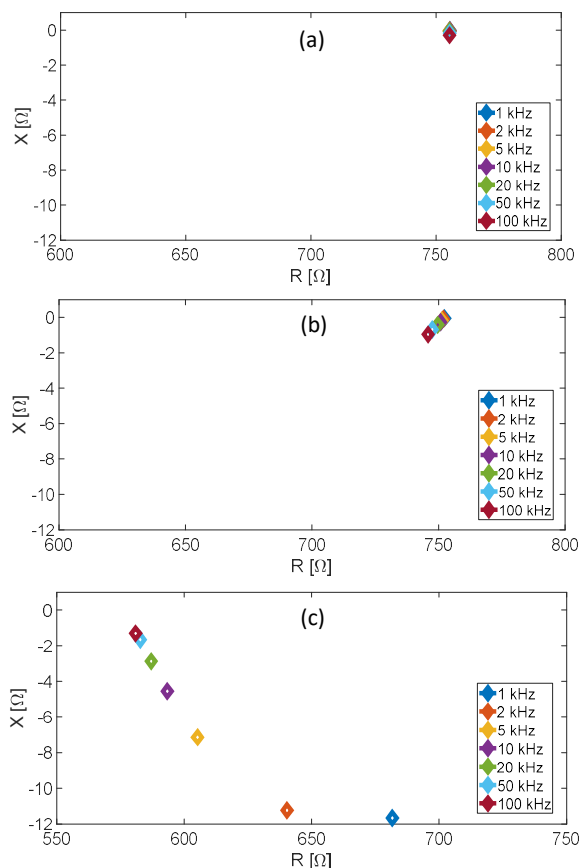 (a)
0
-2
-4
-6
-8
-10
-12
X [Ω]
600
650
700
750
800
R [Ω]
1 kHz
2 kHz
5 kHz
10 kHz
20 kHz
50 kHz
100 kHz
(b)
0
-2
-4
-6
-8
-10
-12
X [Ω]
600
650
700
750
800
R [Ω]
1 kHz
2 kHz
5 kHz
10 kHz
20 kHz
50 kHz
100 kHz
(c)
0
-2
-4
-6
-8
-10
-12
X [Ω]
550
600
650
700
750
R [Ω]
1 kHz
2 kHz
5 kHz
10 kHz
20 kHz
50 kHz
100 kHz